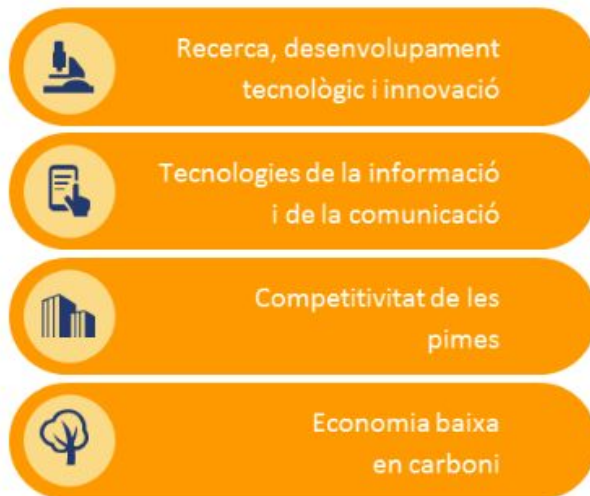 Recerca, desenvolupament
tecnològic i innovació
Tecnologies de la informació
i de la comunicació
Competitivitat de les
pimes
Economia baixa
en carboni